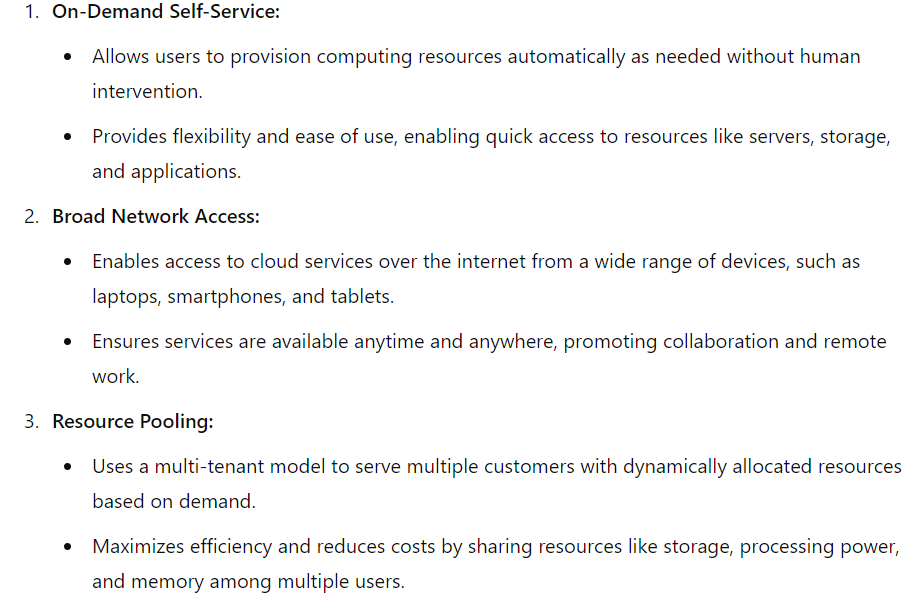 1. On-Demand Self-Service:
• Allows users to provision computing resources automatically as needed without human
intervention.
• Provides flexibility and ease of use, enabling quick access to resources like servers, storage,
and applications.
2. Broad Network Access:
• Enables access to cloud services over the internet from a wide range of devices, such as
laptops, smartphones, and tablets.
• Ensures services are available anytime and anywhere, promoting collaboration and remote
work.
3. Resource Pooling:
• Uses a multi-tenant model to serve multiple customers with dynamically allocated resources
based on demand.
• Maximizes efficiency and reduces costs by sharing resources like storage, processing power,
and memory among multiple users.